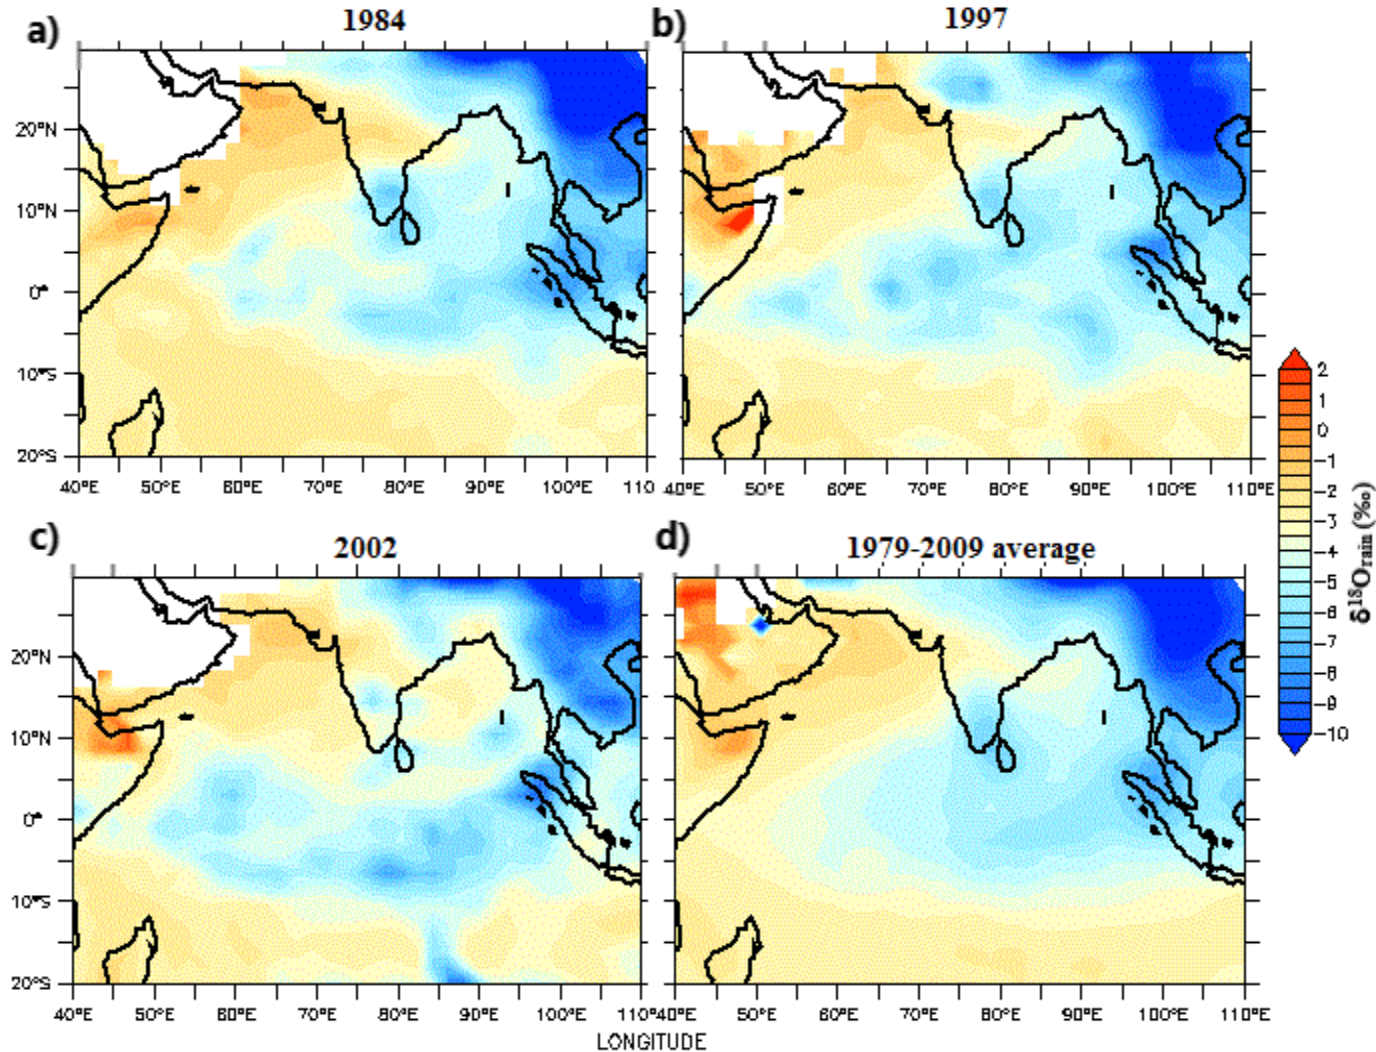 a)
1984
b)
1997
20°N
10°N
0°
10°S
20°S
40°E 50°E 60°E 70°E 80°E 90°E 100°E 110
40°E 50°E 60°E 70°E 80°E 90°E 100°E 110°E
2
1
0
-1
-2
-3
-4
-5
-6
-7
-8
-9
-10
δ18Orain (‰)
c)
2002
d)
1979-2009 average
20°N
10°N
0°
10°S
20°S
40°E 50°E 60°E 70°E 80°E 90°E 100°E 110°
40°E 50°E 60°E 70°E 80°E 90°E 100°E 110°E
LONGITUDE